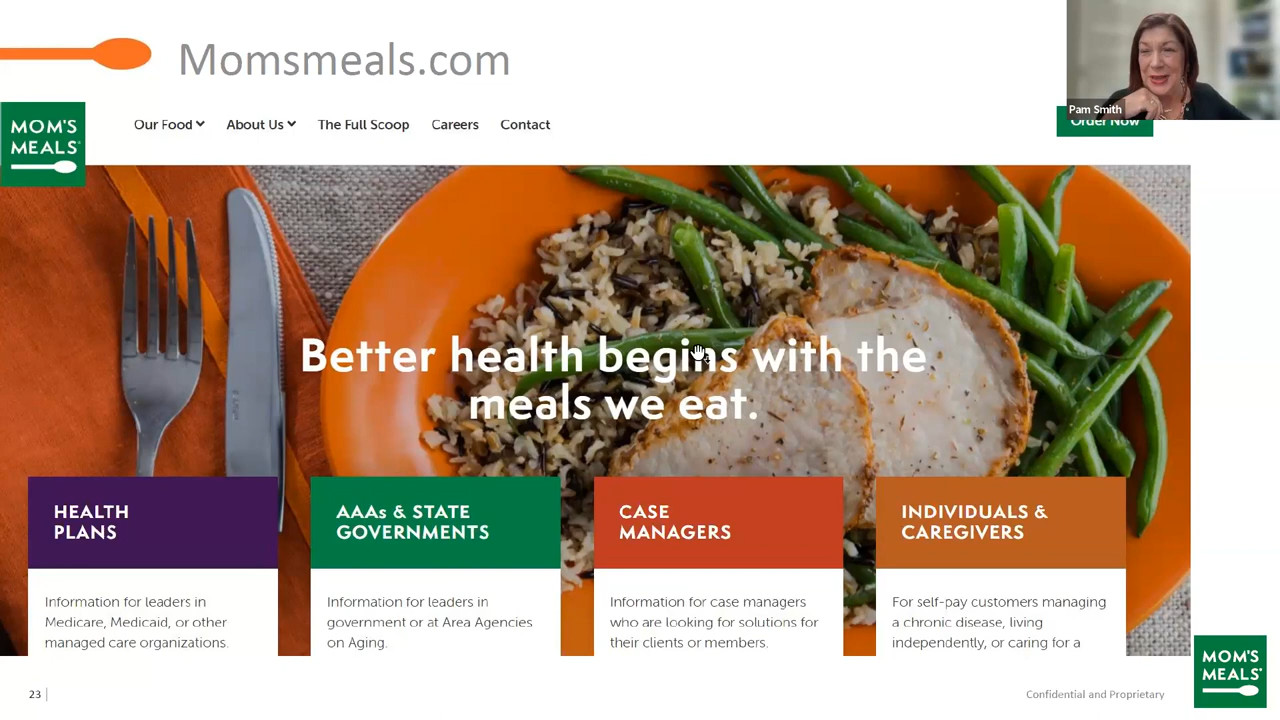 Momsmeals.com
Pam Smith
MOM'S
MEALS
Our Food
About Us
The Full Scoop
Careers
Contact
Order Now
Better health begins with the
meals we eat.
HEALTH
PLANS
Information for leaders in
Medicare, Medicaid, or other
managed care organizations.
AAAs & STATE
GOVERNMENTS
Information for leaders in
government or at Area Agencies
on Aging.
CASE
MANAGERS
Information for case managers
who are looking for solutions for
their clients or members.
INDIVIDUALS &
CAREGIVERS
For self-pay customers managing
a chronic disease, living
independently, or caring for a
23
Confidential and Proprietary
MOM'S
MEALS